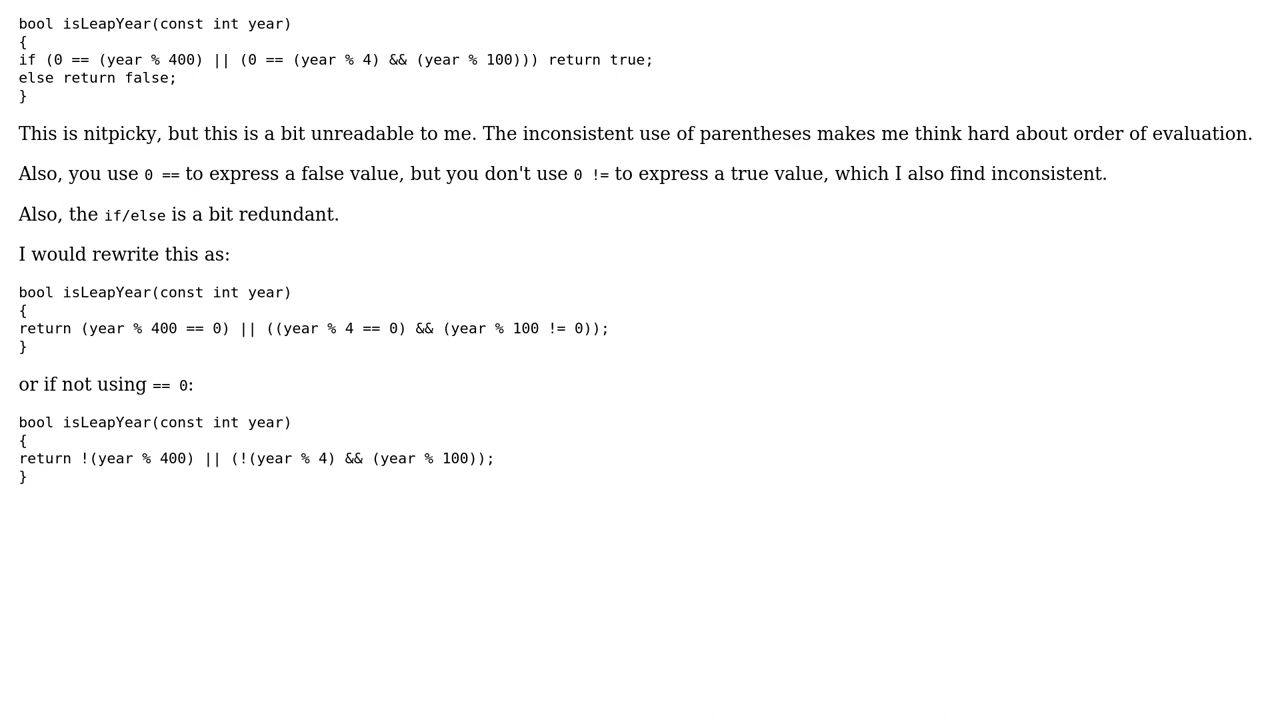 bool isLeapYear(const int year)
{
if (0 == (year % 400) || (0 == (year % 4) && (year % 100))) return true;
else return false;
}
This is nitpicky, but this is a bit unreadable to me. The inconsistent use of parentheses makes me think hard about order of evaluation.
Also, you use 0 == to express a false value, but you don't use 0 != to express a true value, which I also find inconsistent.
Also, the if/else is a bit redundant.
I would rewrite this as:
bool isLeapYear(const int year)
{
return (year % 400 == 0) || ((year % 4 == 0) && (year % 100 != 0));
}
or if not using == 0:
bool isLeapYear(const int year)
{
return !(year % 400) || (!(year % 4) && (year % 100));
}